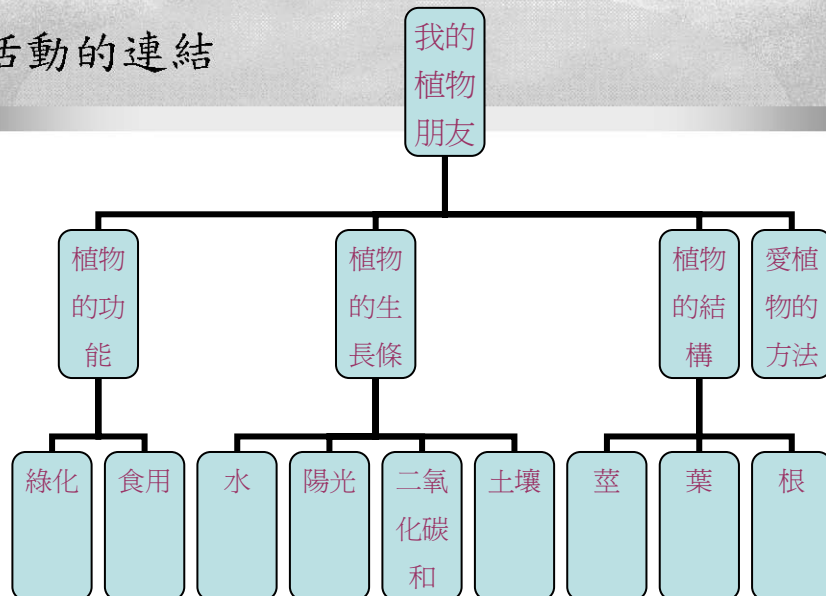 活動的連結
我的
植物
朋友
植物
的功
能
植物
的生
長條
植物
的結
構
愛植
物的
方法
綠化
食用
水
陽光
二氧
化碳
和
土壤
莖
葉
根